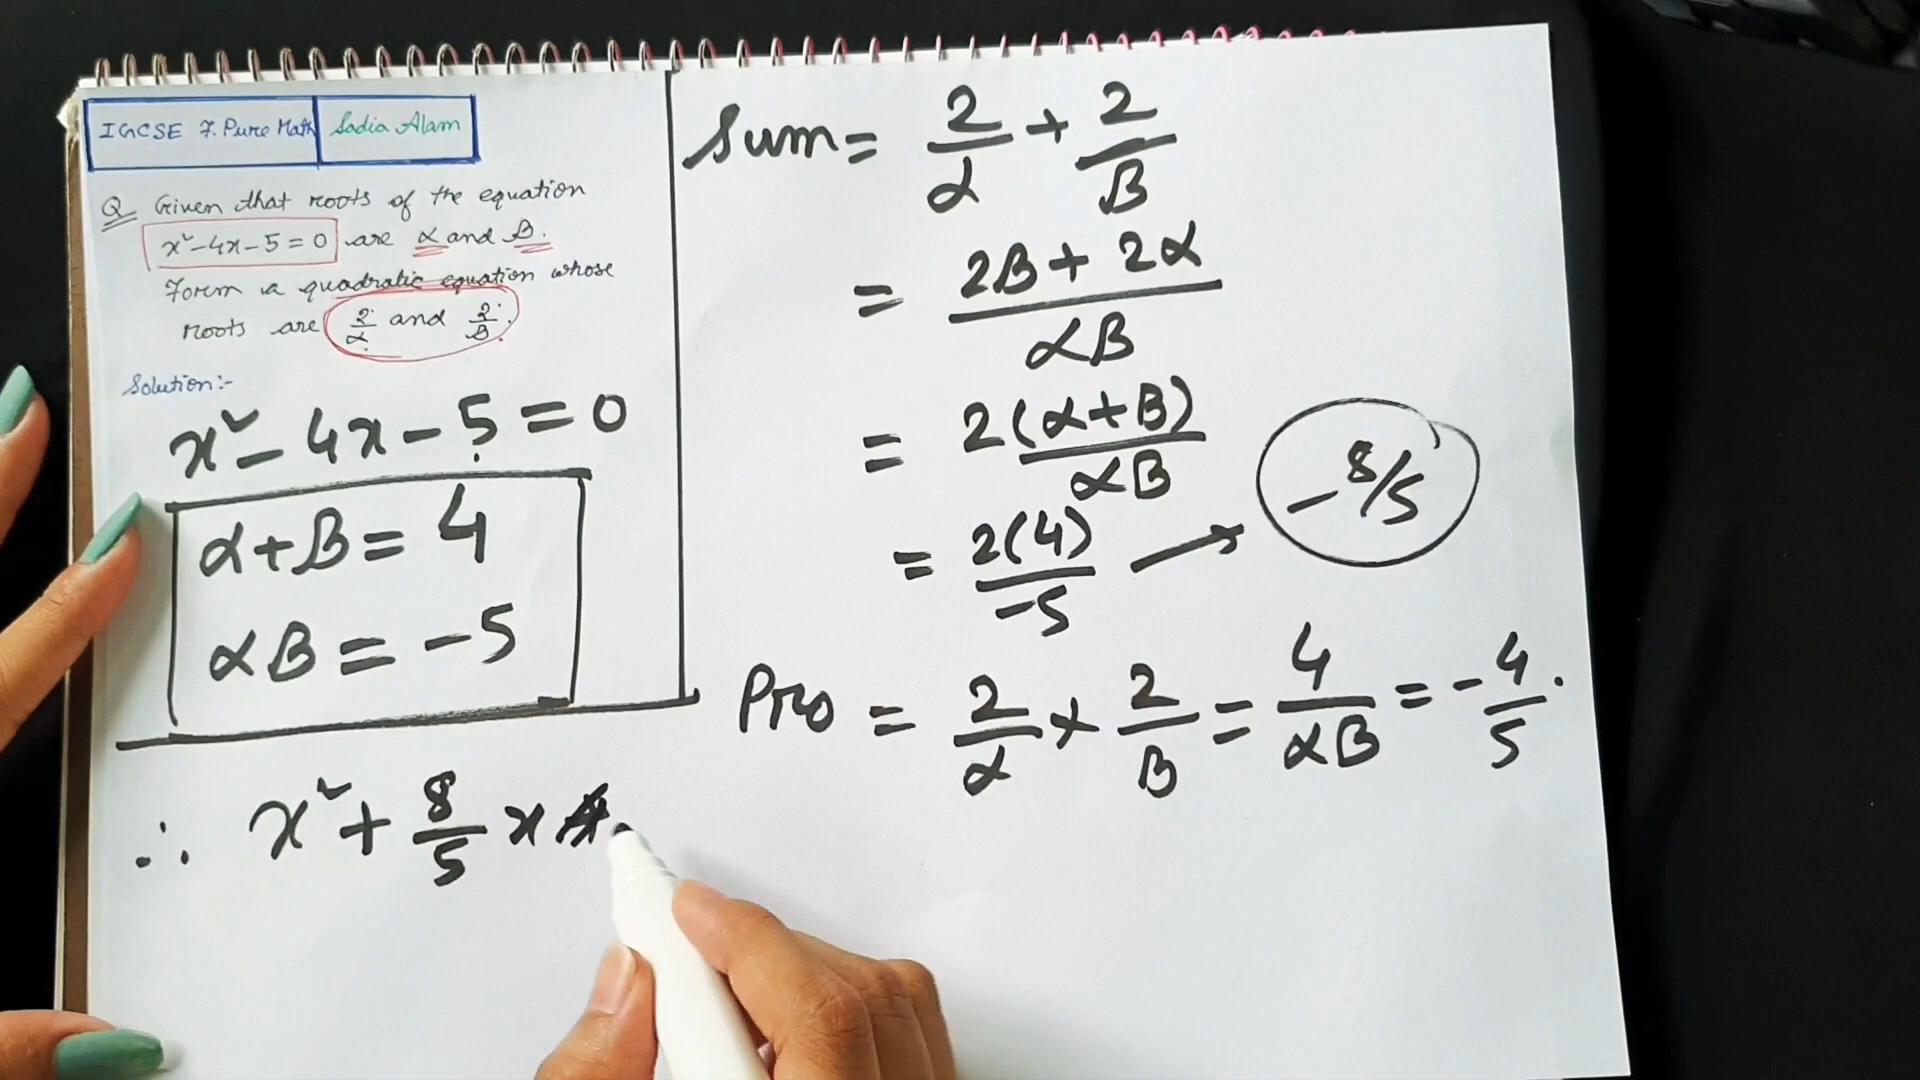 IGCSE F. Pure Math Sadia Alam
Q Given that roots of the equation
x²-4x-5=0 are α and β.
Form a quadratic equation whose
roots are 2/α and 2/β.
Solution:-
x²-4x-5=0
α+β=4
αβ=-5
∴ x²+8/5 x
Sum= 2/α + 2/β
= 2β+2α/αβ
= 2(α+β)/αβ
= 2(4)/-5 → -8/5
Pro = 2/α × 2/β = 4/αβ = -4/5.